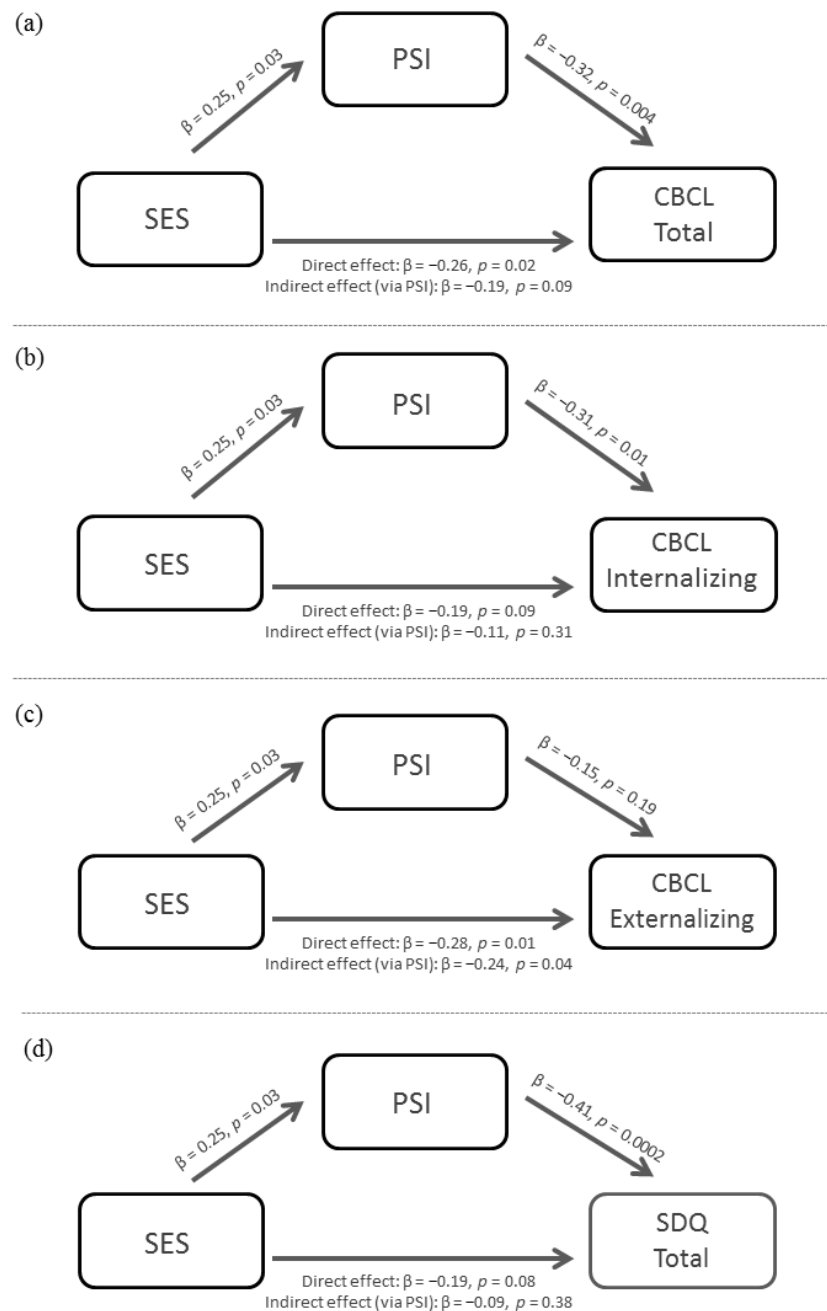 (a)
PSI
β = 0.25, p = 0.03
β = −0.32, p = 0.004
SES
CBCL
Total
Direct effect: β = −0.26, p = 0.02
Indirect effect (via PSI): β = −0.19, p = 0.09
(b)
PSI
β = 0.25, p = 0.03
β = −0.31, p = 0.01
SES
CBCL
Internalizing
Direct effect: β = −0.19, p = 0.09
Indirect effect (via PSI): β = −0.11, p = 0.31
(c)
PSI
β = 0.25, p = 0.03
β = −0.15, p = 0.19
SES
CBCL
Externalizing
Direct effect: β = −0.28, p = 0.01
Indirect effect (via PSI): β = −0.24, p = 0.04
(d)
PSI
β = 0.25, p = 0.03
β = −0.41, p = 0.0002
SES
SDQ
Total
Direct effect: β = −0.19, p = 0.08
Indirect effect (via PSI): β = −0.09, p = 0.38